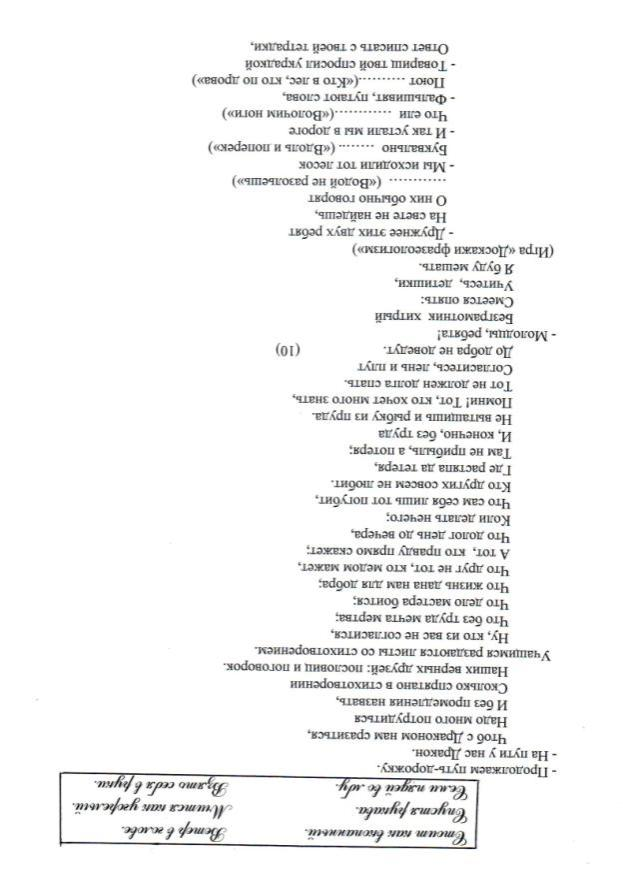 Стоит как вкопанный. Ветер в голове.
Спустя рукава. Мчится как угорелый.
Семи пядей во лбу. Взять себя в руки.
- Продолжаем путь-дорожку.
- На пути у нас Дракон.
Чтоб с Драконом нам сразиться,
Надо много потрудиться
И без промедления назвать,
Сколько спрятано в стихотворении
Наших верных друзей: пословиц и поговорок.
Учащимся раздаются листы со стихотворением.
Ну, кто из вас не согласится,
Что без труда мечта мертва;
Что дело мастера боится;
Что жизнь дана нам для добра;
Что друг не тот, кто медом мажет,
А тот, кто правду прямо скажет;
Что долог день до вечера,
Коли делать нечего;
Что сам себя лишь тот погубит,
Кто других совсем не любит.
Где растяпа да тетеря,
Там не прибыль, а потеря;
И, конечно, без труда
Не вытащишь и рыбку из пруда.
Помни! Тот, кто хочет много знать,
Тот не должен долго спать.
Согласитесь, лень и плут
До добра не доведут. (10)
- Молодцы, ребята!
Безграмотник хитрый
Смеется опять:
Учитесь, детишки,
Я буду мешать.
(Игра «Доскажи фразеологизм»)
- Дружнее этих двух ребят
На свете не найдешь,
О них обычно говорят
………… («Водой не разольешь»)
- Мы исходили тот лесок
Буквально …….. («Вдоль и поперек»)
- И так устали мы в дороге
Что ели …………(«Волочим ноги»)
- Фальшивят, путают слова,
Поют ………..(«Кто в лес, кто по дрова»)
- Товарищ твой спросил украдкой
Ответ списать с твоей тетрадки,